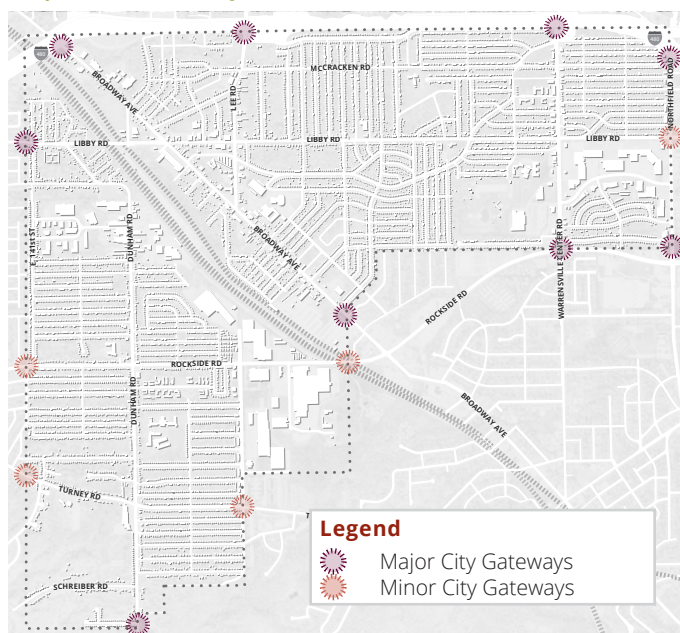 480
480
MCCRACKEN RD
BROADWAY AVE
LEE RD
NORTHFIELD ROAD
LIBBY RD
LIBBY RD
LIBBY RD
E. 141st ST
DUNHAM RD
BROADWAY AVE
WARRENSVILLE CENTER RD
ROCKSIDE RD
ROCKSIDE RD
DUNHAM RD
BROADWAY AVE
TURNEY RD
SCHREIBER RD
Legend
Major City Gateways
Minor City Gateways